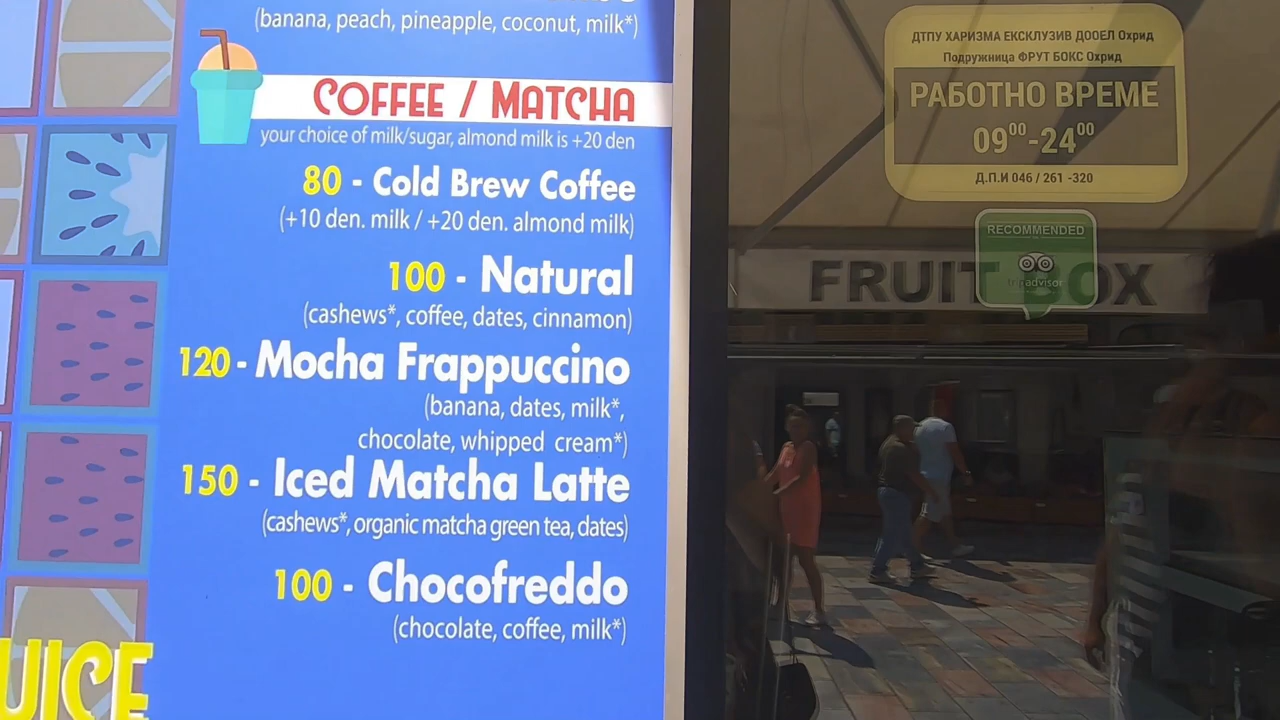 (banana, peach, pineapple, coconut, milk*)
COFFEE / MATCHA
your choice of milk/sugar, almond milk is +20 den
80 - Cold Brew Coffee
(+10 den. milk / +20 den. almond milk)
100 - Natural
(cashews*, coffee, dates, cinnamon)
120 - Mocha Frappuccino
(banana, dates, milk*,
chocolate, whipped cream*)
150 - Iced Matcha Latte
(cashews*, organic matcha green tea, dates)
100 - Chocofreddo
(chocolate, coffee, milk*)
UICE
ДТПУ ХАРИЗМА ЕКСКЛУЗИВ ДООЕЛ Охрид
Подружница ФРУТ БОКС Охрид
РАБОТНО ВРЕМЕ
09⁰⁰-24⁰⁰
Д.П.И 046 / 261 -320
RECOMMENDED
tripadvisor
FRUIT BOX